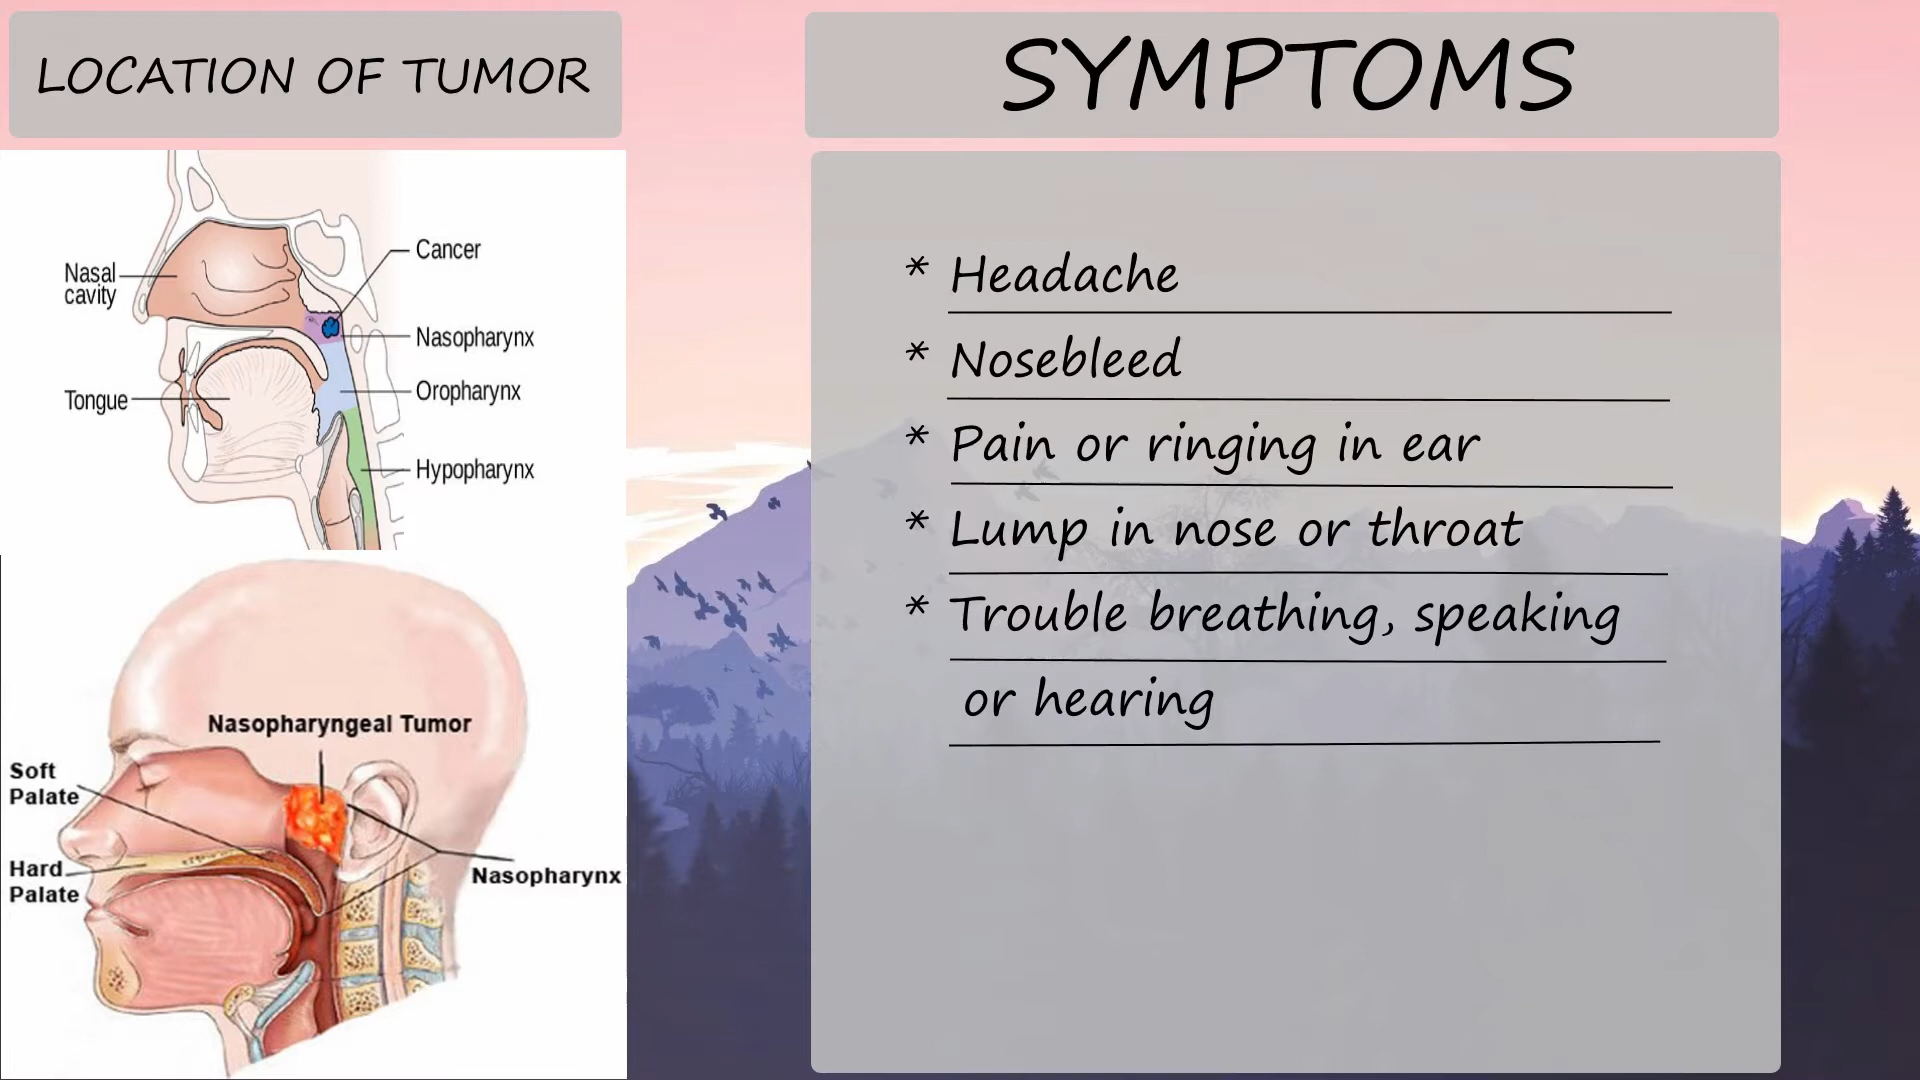 LOCATION OF TUMOR
Nasal
cavity
Tongue
Cancer
Nasopharynx
Oropharynx
Hypopharynx
Nasopharyngeal Tumor
Soft
Palate
Hard
Palate
Nasopharynx
SYMPTOMS
* Headache
* Nosebleed
* Pain or ringing in ear
* Lump in nose or throat
* Trouble breathing, speaking
or hearing